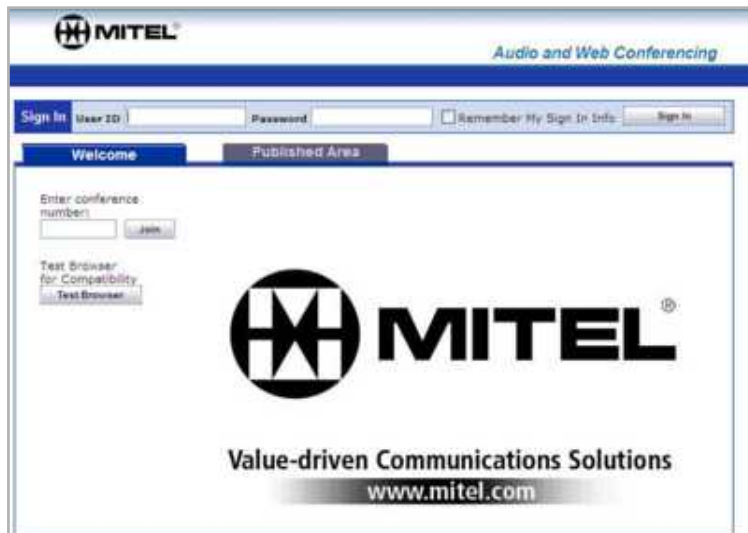 MITEL®
Audio and Web Conferencing
Sign In User ID Password Remember My Sign In Info Sign In
Welcome Published Area
Enter conference
number:
Join
Test Browser
for Compatibility
Test Browser
MITEL®
Value-driven Communications Solutions
www.mitel.com